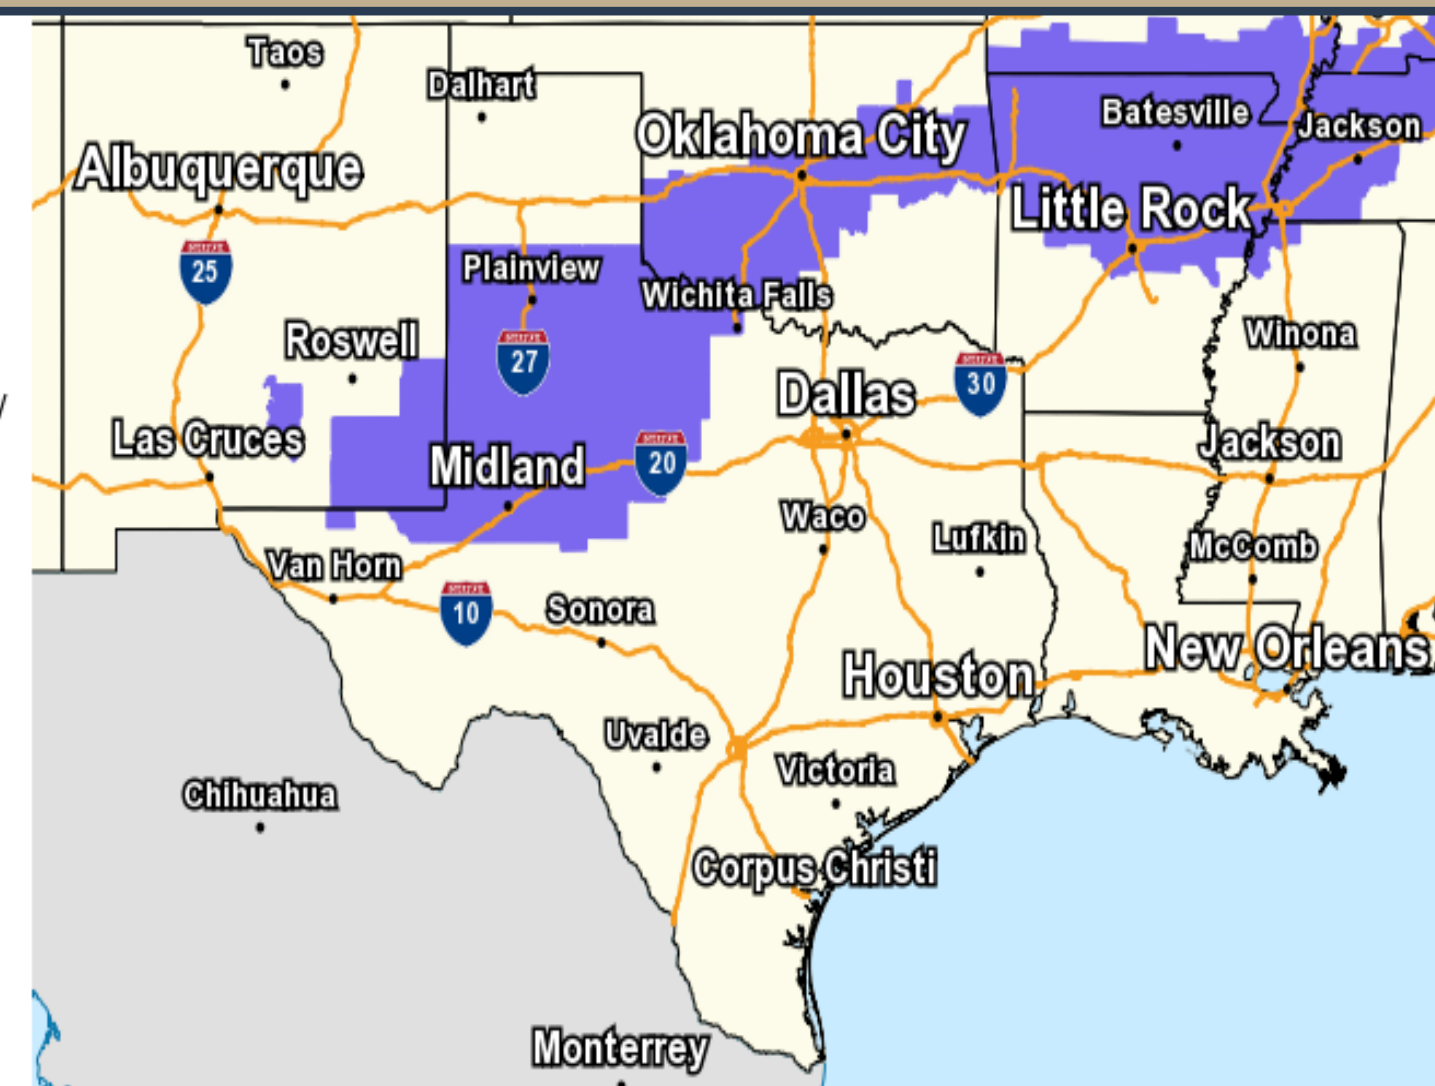 Taos
Dalhart
Batesville
Oklahoma City
Jackson
Albuquerque
Little Rock
25
Plainview
Wichita Falls
Roswell
27
Winona
30
Dallas
Las Cruces
Midland
20
Jackson
Waco
Lufkin
McComb
Van Horn
10
Sonora
New Orleans
Houston
Uvalde
Victoria
Chihuahua
Corpus Christi
Monterrey